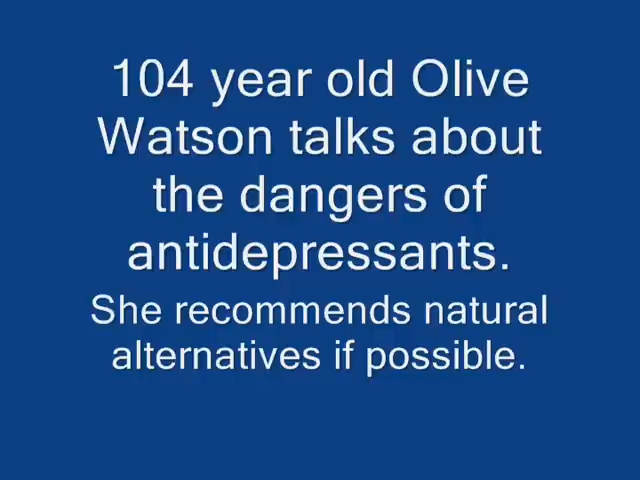 104 year old Olive
Watson talks about
the dangers of
antidepressants.
She recommends natural
alternatives if possible.